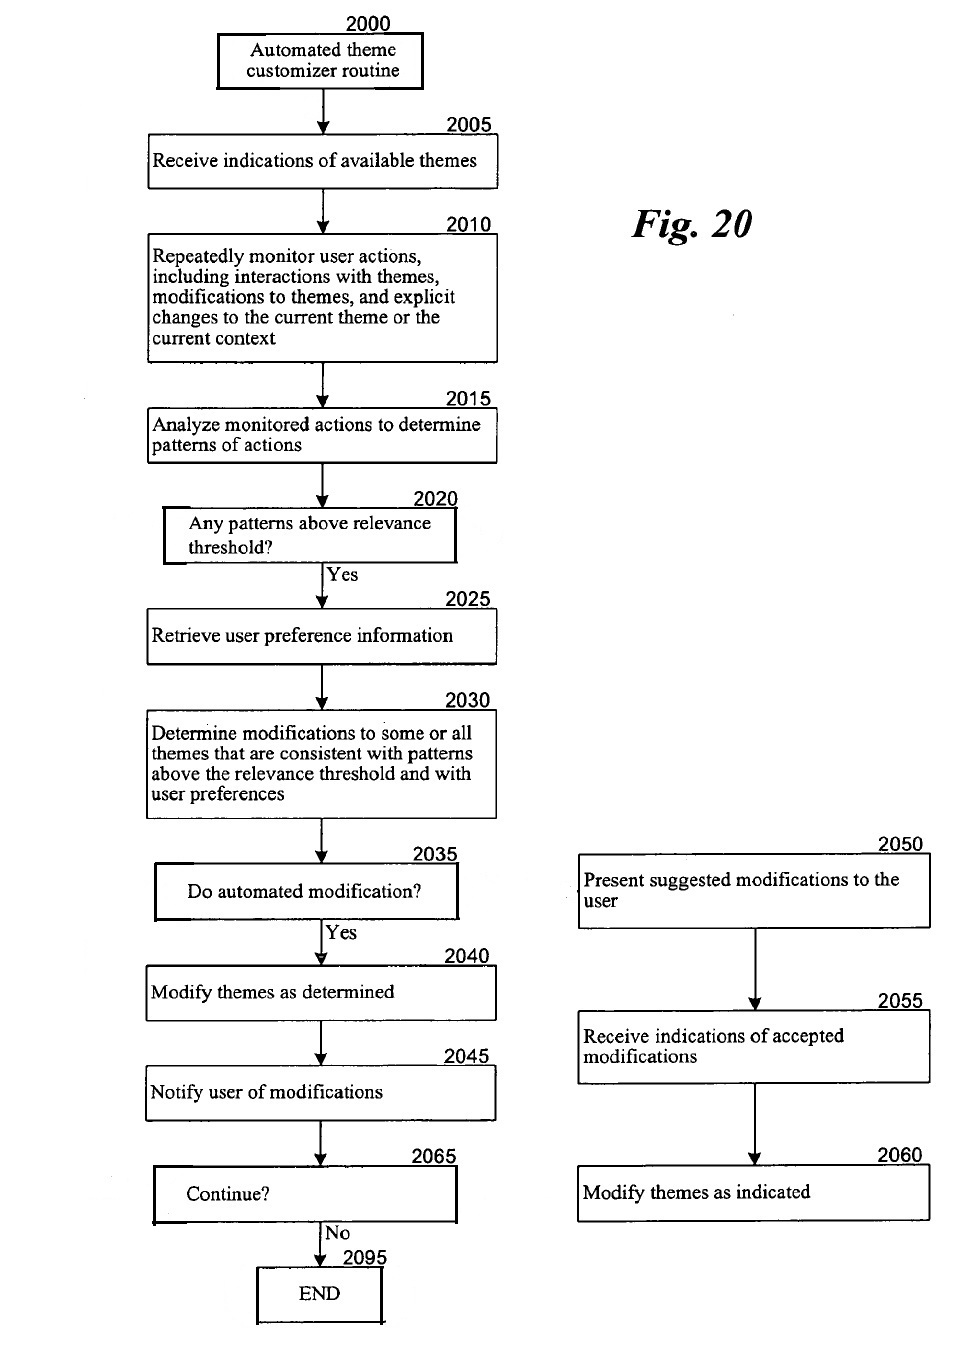 2000
Automated theme
customizer routine
2005
Receive indications of available themes
Fig. 20
2010
Repeatedly monitor user actions,
including interactions with themes,
modifications to themes, and explicit
changes to the current theme or the
current context
2015
Analyze monitored actions to determine
patterns of actions
2020
Any patterns above relevance
threshold?
Yes
2025
Retrieve user preference information
2030
Determine modifications to some or all
themes that are consistent with patterns
above the relevance threshold and with
user preferences
2035
Do automated modification?
Yes
2040
Modify themes as determined
2045
Notify user of modifications
2065
Continue?
No
2095
END
2050
Present suggested modifications to the
user
2055
Receive indications of accepted
modifications
2060
Modify themes as indicated